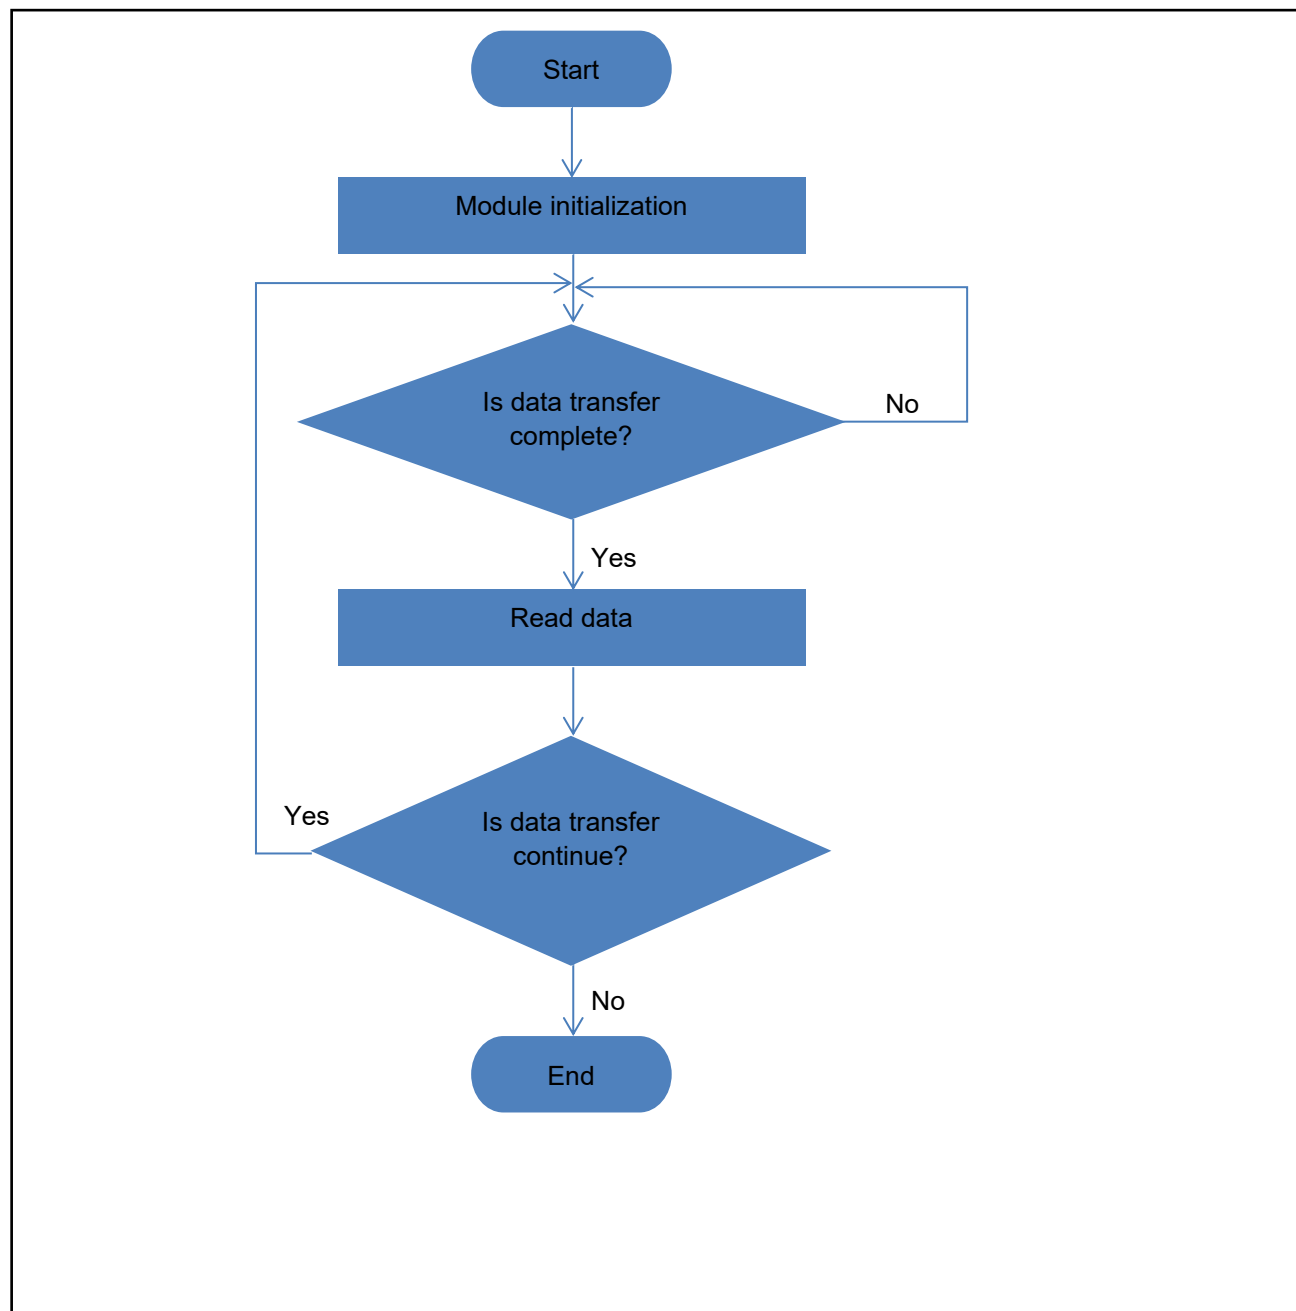 Start
Module initialization
Is data transfer
complete?
No
Yes
Read data
Yes
Is data transfer
continue?
No
End